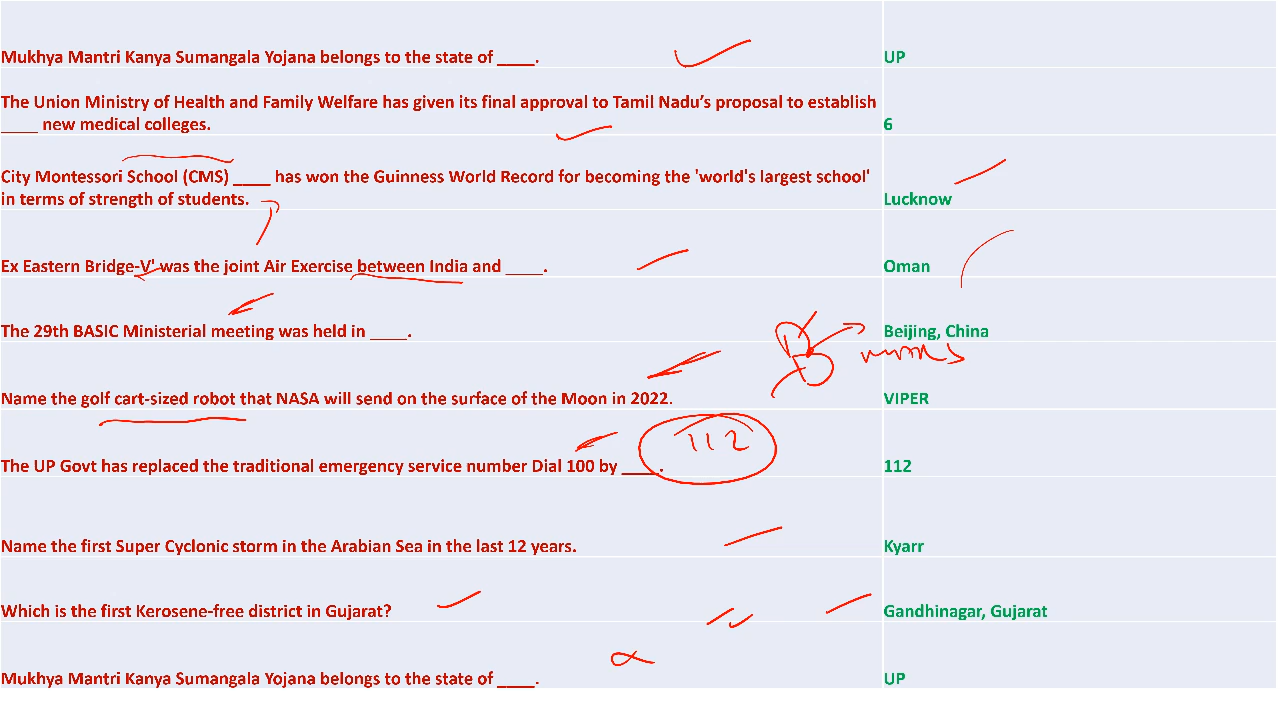 Mukhya Mantri Kanya Sumangala Yojana belongs to the state of ____. UP
The Union Ministry of Health and Family Welfare has given its final approval to Tamil Nadu's proposal to establish
____ new medical colleges. 6
City Montessori School (CMS) ____ has won the Guinness World Record for becoming the 'world's largest school'
in terms of strength of students. Lucknow
Ex Eastern Bridge-V' was the joint Air Exercise between India and ____. Oman
The 29th BASIC Ministerial meeting was held in ____. Beijing, China
Name the golf cart-sized robot that NASA will send on the surface of the Moon in 2022. VIPER
112
The UP Govt has replaced the traditional emergency service number Dial 100 by ____. 112
Name the first Super Cyclonic storm in the Arabian Sea in the last 12 years. Kyarr
Which is the first Kerosene-free district in Gujarat? Gandhinagar, Gujarat
Mukhya Mantri Kanya Sumangala Yojana belongs to the state of ____. UP